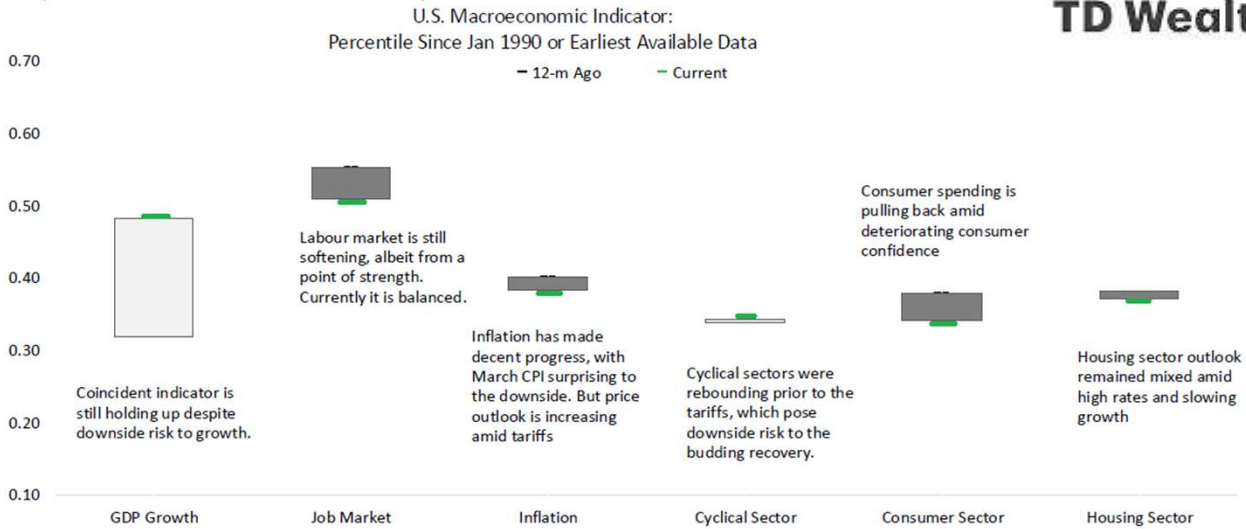 U.S. Macroeconomic Indicator:
Percentile Since Jan 1990 or Earliest Available Data
12-m Ago
Current
0.70
0.60
0.50
0.40
0.30
0.20
0.10
Coincident indicator is
still holding up despite
downside risk to growth.
Labour market is still
softening, albeit from a
point of strength.
Currently it is balanced.
Inflation has made
decent progress, with
March CPI surprising to
the downside. But price
outlook is increasing
amid tariffs
Cyclical sectors were
rebounding prior to the
tariffs, which pose
downside risk to the
budding recovery.
Consumer spending is
pulling back amid
deteriorating consumer
confidence
Housing sector outlook
remained mixed amid
high rates and slowing
growth
GDP Growth
Job Market
Inflation
Cyclical Sector
Consumer Sector
Housing Sector
TD Wealt